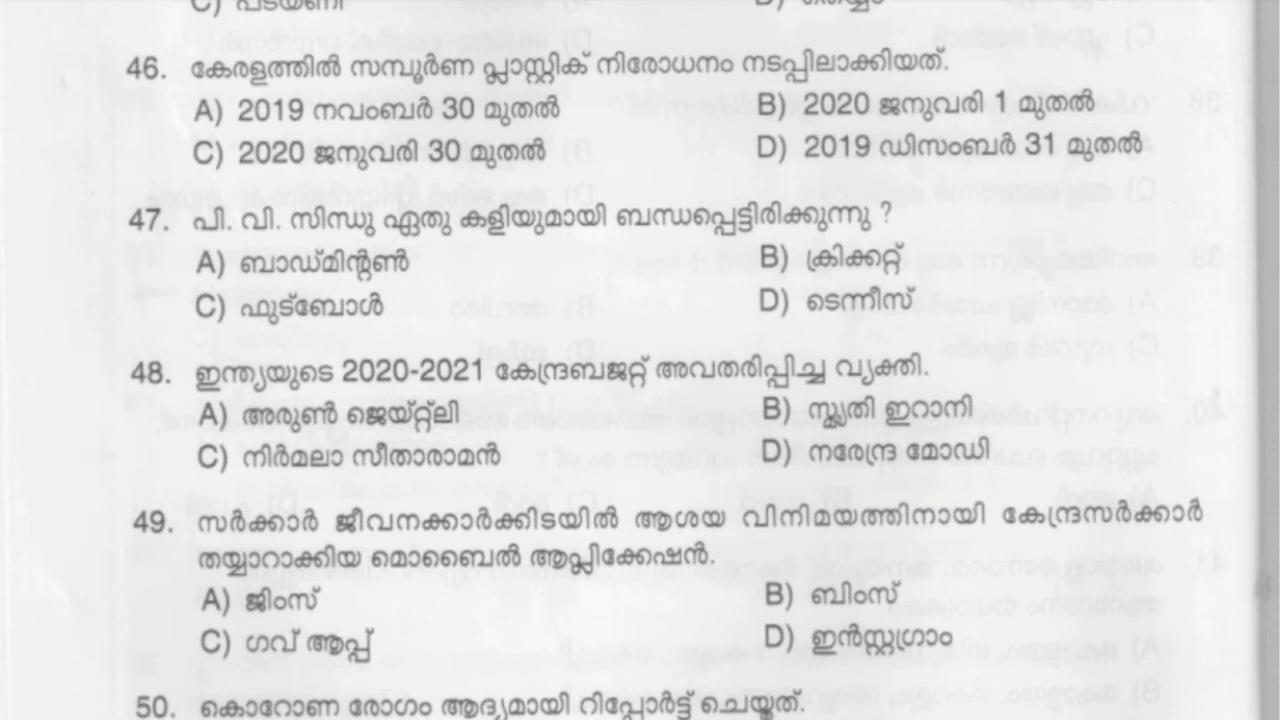 C) പടയണി
46. കേരളത്തിൽ സമ്പൂർണ പ്ലാസ്റ്റിക് നിരോധനം നടപ്പിലാക്കിയത്.
A) 2019 നവംബർ 30 മുതൽ B) 2020 ജനുവരി 1 മുതൽ
C) 2020 ജനുവരി 30 മുതൽ D) 2019 ഡിസംബർ 31 മുതൽ
47. പി. വി. സിന്ധു ഏതു കളിയുമായി ബന്ധപ്പെട്ടിരിക്കുന്നു ?
A) ബാഡ്മിന്റൺ B) ക്രിക്കറ്റ്
C) ഫുട്ബോൾ D) ടെന്നീസ്
48. ഇന്ത്യയുടെ 2020-2021 കേന്ദ്രബജറ്റ് അവതരിപ്പിച്ച വ്യക്തി.
A) അരുൺ ജെയ്റ്റ്ലി B) സ്മൃതി ഇറാനി
C) നിർമലാ സീതാരാമൻ D) നരേന്ദ്ര മോഡി
49. സർക്കാർ ജീവനക്കാർക്കിടയിൽ ആശയ വിനിമയത്തിനായി കേന്ദ്രസർക്കാർ
തയ്യാറാക്കിയ മൊബൈൽ ആപ്ലിക്കേഷൻ.
A) ജിംസ് B) ബിംസ്
C) ഗവ് ആപ്പ് D) ഇൻസ്റ്റഗ്രാം
50. കൊറോണ രോഗം ആദ്യമായി റിപ്പോർട്ട് ചെയ്തത്.